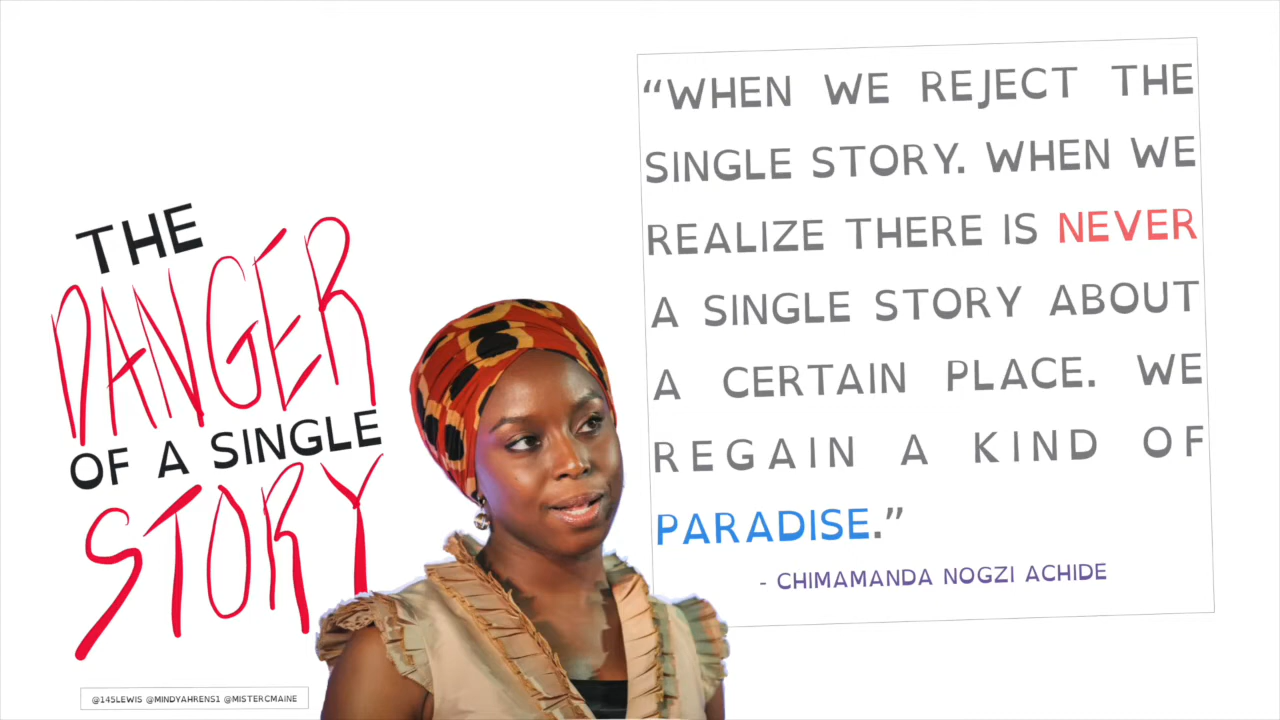 THE
DANGER
OF A SINGLE
STORY
“WHEN WE REJECT THE
SINGLE STORY. WHEN WE
REALIZE THERE IS NEVER
A SINGLE STORY ABOUT
A CERTAIN PLACE. WE
REGAIN A KIND OF
PARADISE.”
- CHIMAMANDA NOGZI ACHIDE
@145LEWIS @MINDYAHRENS1 @MISTERCMAINE